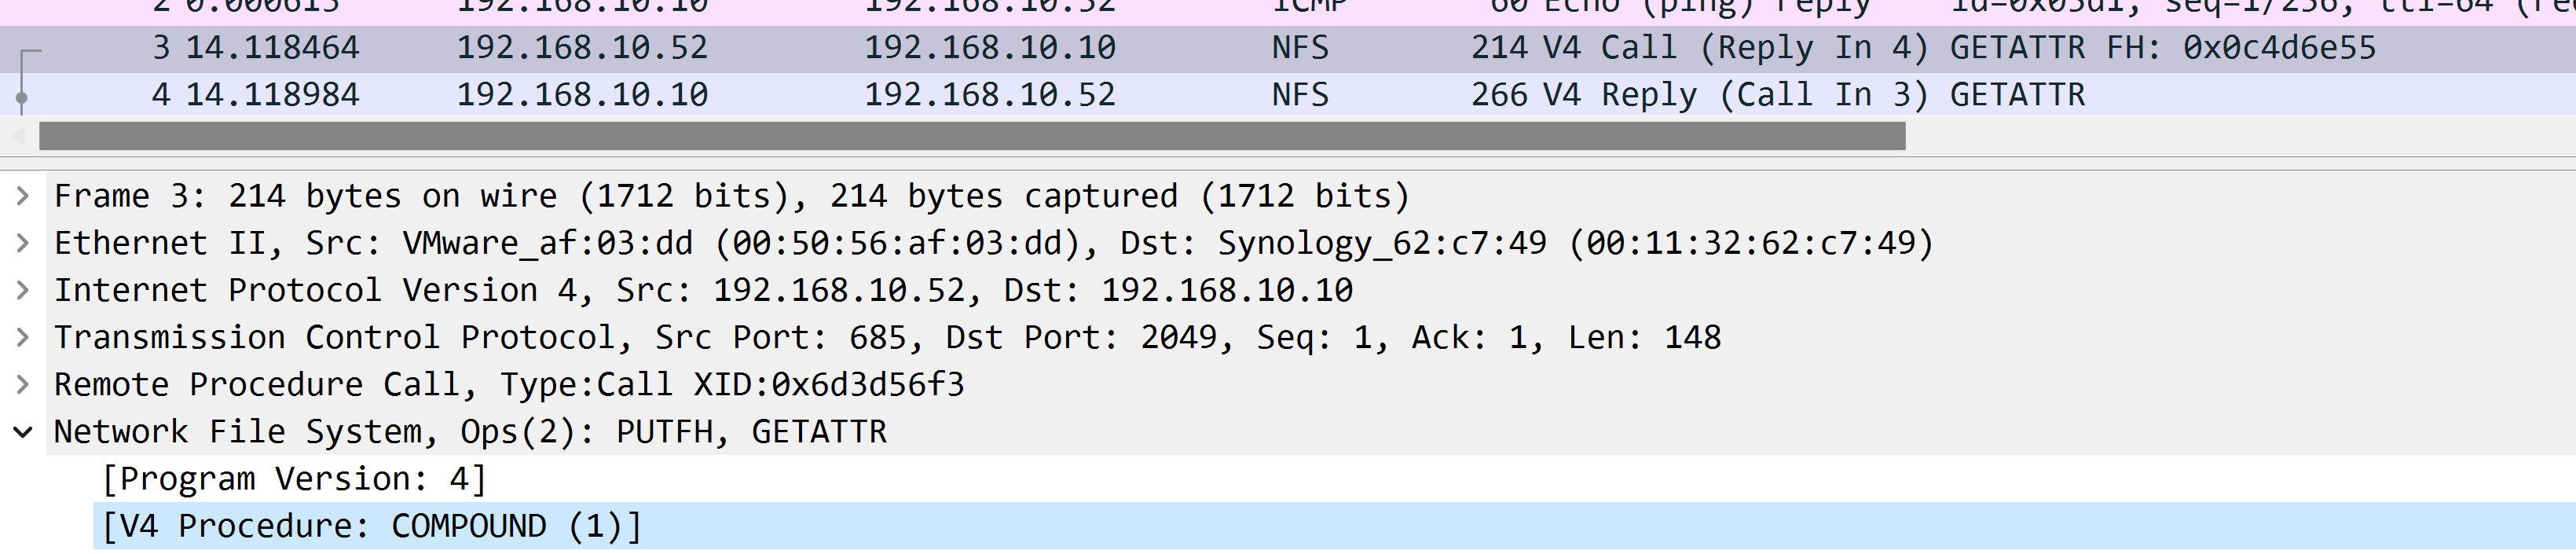 2 0.000613 192.168.10.10 192.168.10.52 ICMP 60 Echo (ping) reply id=0x03d1, seq=1/256, ttl=64
3 14.118464 192.168.10.52 192.168.10.10 NFS 214 V4 Call (Reply In 4) GETATTR FH: 0x0c4d6e55
4 14.118984 192.168.10.10 192.168.10.52 NFS 266 V4 Reply (Call In 3) GETATTR
Frame 3: 214 bytes on wire (1712 bits), 214 bytes captured (1712 bits)
Ethernet II, Src: VMware_af:03:dd (00:50:56:af:03:dd), Dst: Synology_62:c7:49 (00:11:32:62:c7:49)
Internet Protocol Version 4, Src: 192.168.10.52, Dst: 192.168.10.10
Transmission Control Protocol, Src Port: 685, Dst Port: 2049, Seq: 1, Ack: 1, Len: 148
Remote Procedure Call, Type:Call XID:0x6d3d56f3
Network File System, Ops(2): PUTFH, GETATTR
[Program Version: 4]
[V4 Procedure: COMPOUND (1)]